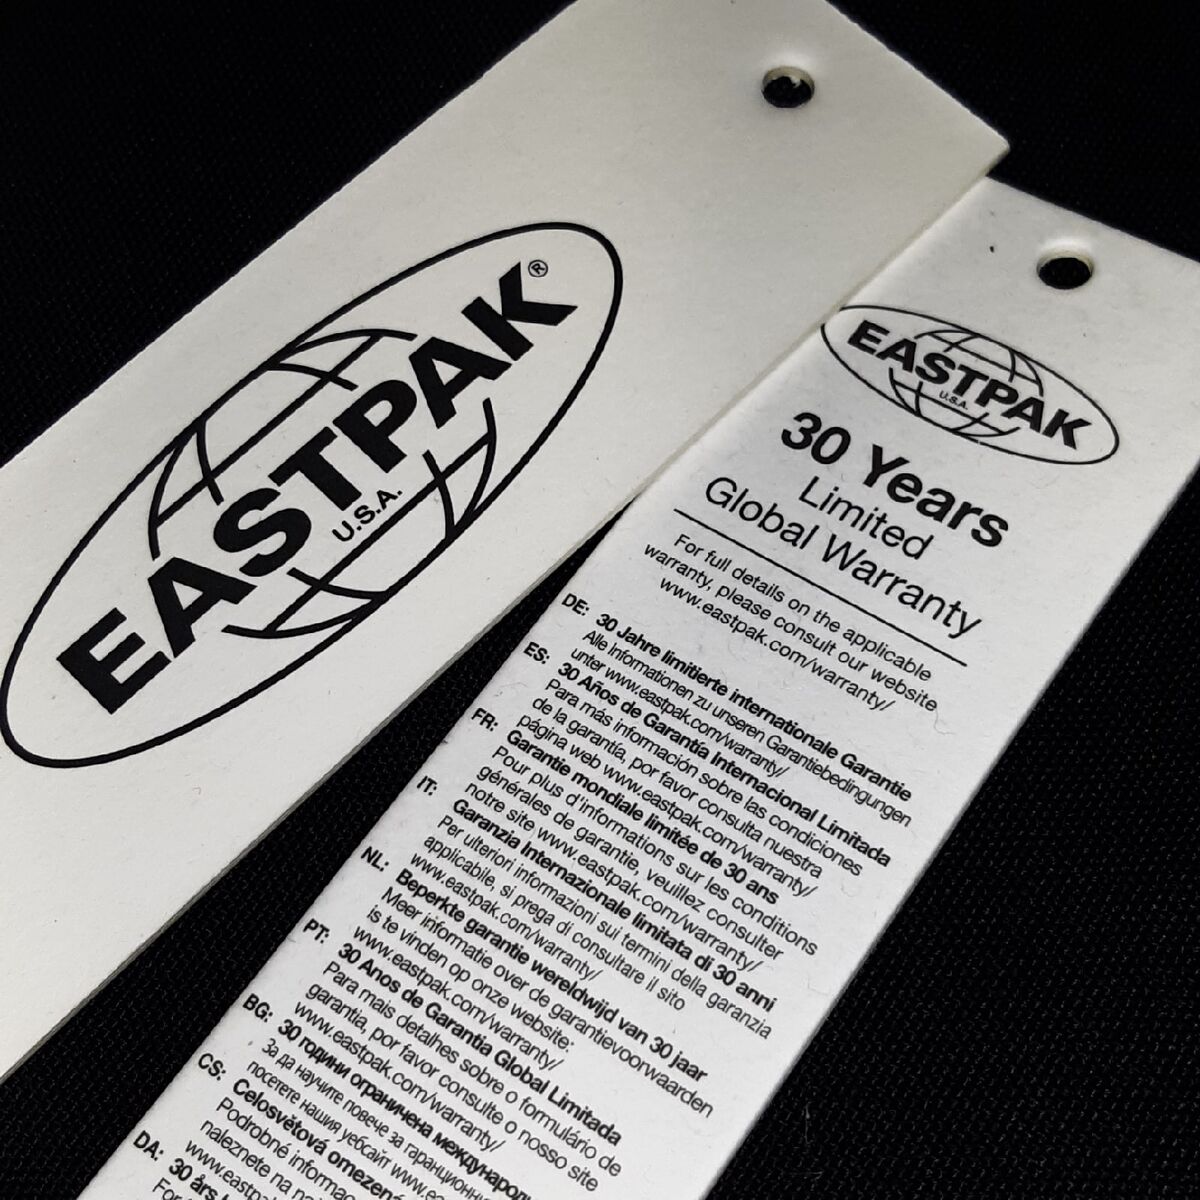 EASTPAK®
U.S.A.
EASTPAK
U.S.A.
30 Years
Limited
Global Warranty
For full details on the applicable
warranty, please consult our website
www.eastpak.com/warranty/
DE: 30 Jahre limitierte internationale Garantie
Alle Informationen zu unseren Garantiebedingungen
unter www.eastpak.com/warranty/
ES: 30 Años de Garantía Internacional Limitada
Para más información sobre las condiciones
de la garantía, por favor consulta nuestra
página web www.eastpak.com/warranty/
FR: Garantie mondiale limitée de 30 ans
Pour plus d'informations sur les conditions
générales de garantie, veuillez consulter
notre site www.eastpak.com/warranty/
IT: Garanzia Internazionale limitata di 30 anni
Per ulteriori informazioni sui termini della garanzia
applicabile, si prega di consultare il sito
www.eastpak.com/warranty/
NL: Beperkte garantie wereldwijd van 30 jaar
Meer informatie over de garantievoorwaarden
is te vinden op onze website:
www.eastpak.com/warranty/
PT: 30 Anos de Garantia Global Limitada
Para mais detalhes sobre o formulário de
garantia, por favor consulte o nosso site
www.eastpak.com/warranty/
BG: 30 години ограничена
За да научите повече за
посетете нашия уебсайт
CS: Celosvětová
Podrobné
naleznete na
DA: 30 års
For